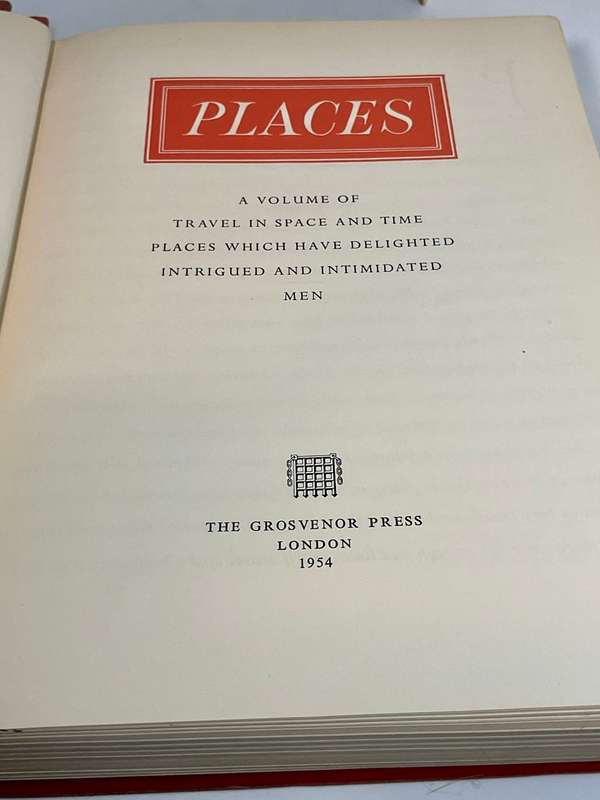 PLACES
A VOLUME OF
TRAVEL IN SPACE AND TIME
PLACES WHICH HAVE DELIGHTED
INTRIGUED AND INTIMIDATED
MEN
THE GROSVENOR PRESS
LONDON
1954